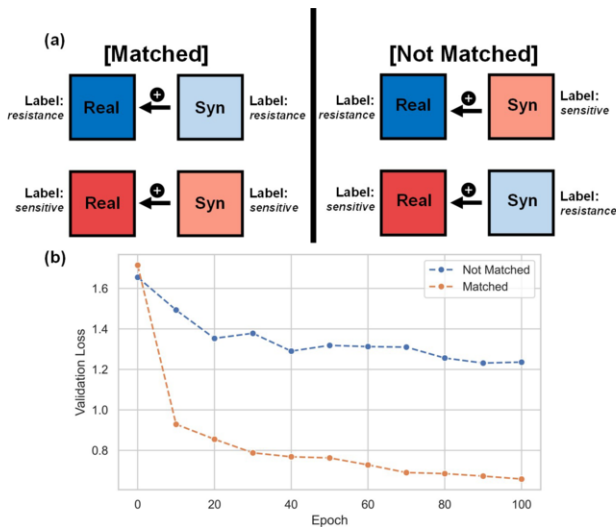 (a)
[Matched]
[Not Matched]
Label:
resistance
Real
+
Syn
Label:
resistance
Label:
resistance
Real
+
Syn
Label:
sensitive
Label:
sensitive
Real
+
Syn
Label:
sensitive
Label:
sensitive
Real
+
Syn
Label:
resistance
(b)
Not Matched
Matched
Validation Loss
1.6
1.4
1.2
1.0
0.8
0
20
40
60
80
100
Epoch